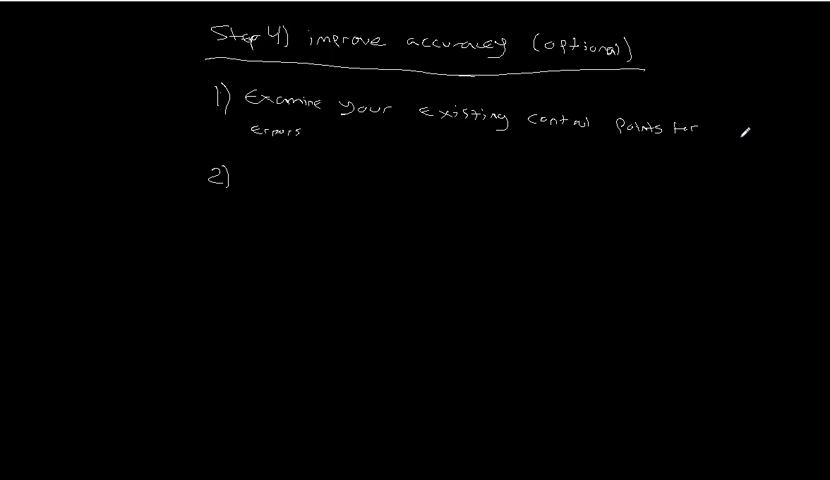 Step 4) improve accuracy (optional)
1) Examine your existing control points for
Errors
2)